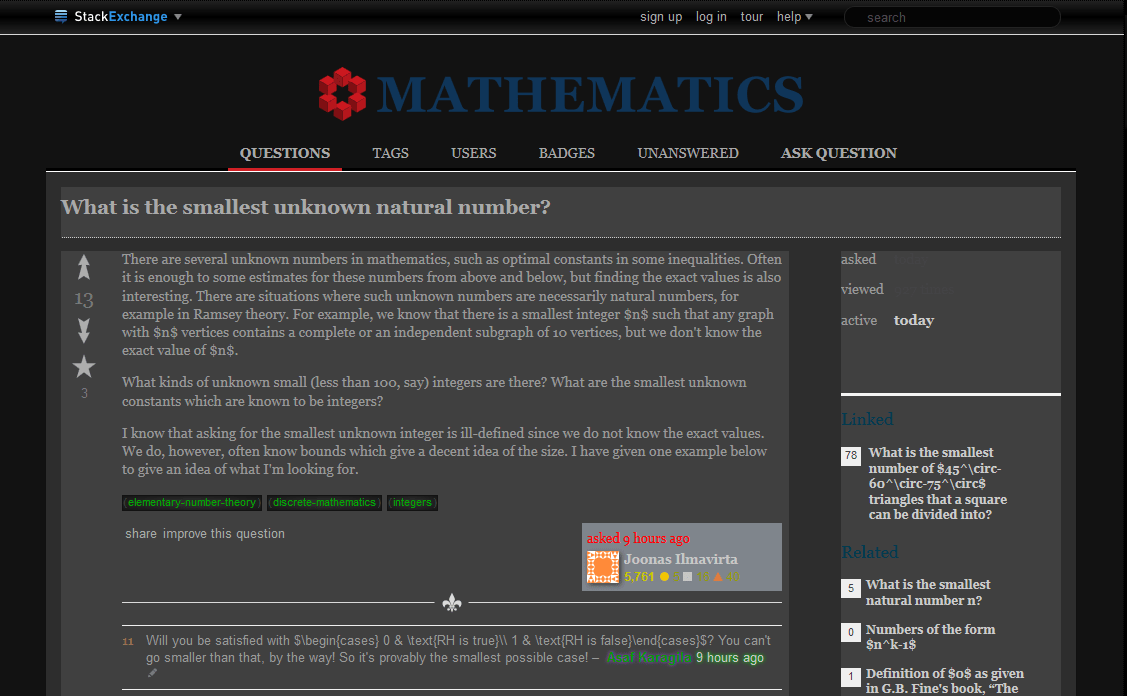 StackExchange
sign up log in tour help
search
MATHEMATICS
QUESTIONS TAGS USERS BADGES UNANSWERED ASK QUESTION
What is the smallest unknown natural number?
13
3
There are several unknown numbers in mathematics, such as optimal constants in some inequalities. Often
it is enough to some estimates for these numbers from above and below, but finding the exact values is also
interesting. There are situations where such unknown numbers are necessarily natural numbers, for
example in Ramsey theory. For example, we know that there is a smallest integer $n$ such that any graph
with $n$ vertices contains a complete or an independent subgraph of 10 vertices, but we don't know the
exact value of $n$.
What kinds of unknown small (less than 100, say) integers are there? What are the smallest unknown
constants which are known to be integers?
I know that asking for the smallest unknown integer is ill-defined since we do not know the exact values.
We do, however, often know bounds which give a decent idea of the size. I have given one example below
to give an idea of what I'm looking for.
elementary-number-theory discrete-mathematics integers
share improve this question
asked 9 hours ago
Joonas Ilmavirta
5,761
11 Will you be satisfied with $\begin{cases} 0 & \text{RH is true}\\ 1 & \text{RH is false}\end{cases}$? You can't
go smaller than that, by the way! So it's provably the smallest possible case! – Asaf Karagila 9 hours ago
asked
viewed
active today
Linked
78 What is the smallest
number of $45^\circ-
60^\circ-75^\circ$
triangles that a square
can be divided into?
Related
5 What is the smallest
natural number n?
0 Numbers of the form
$n^k-1$
1 Definition of $0$ as given
in G.B. Fine's book, “The